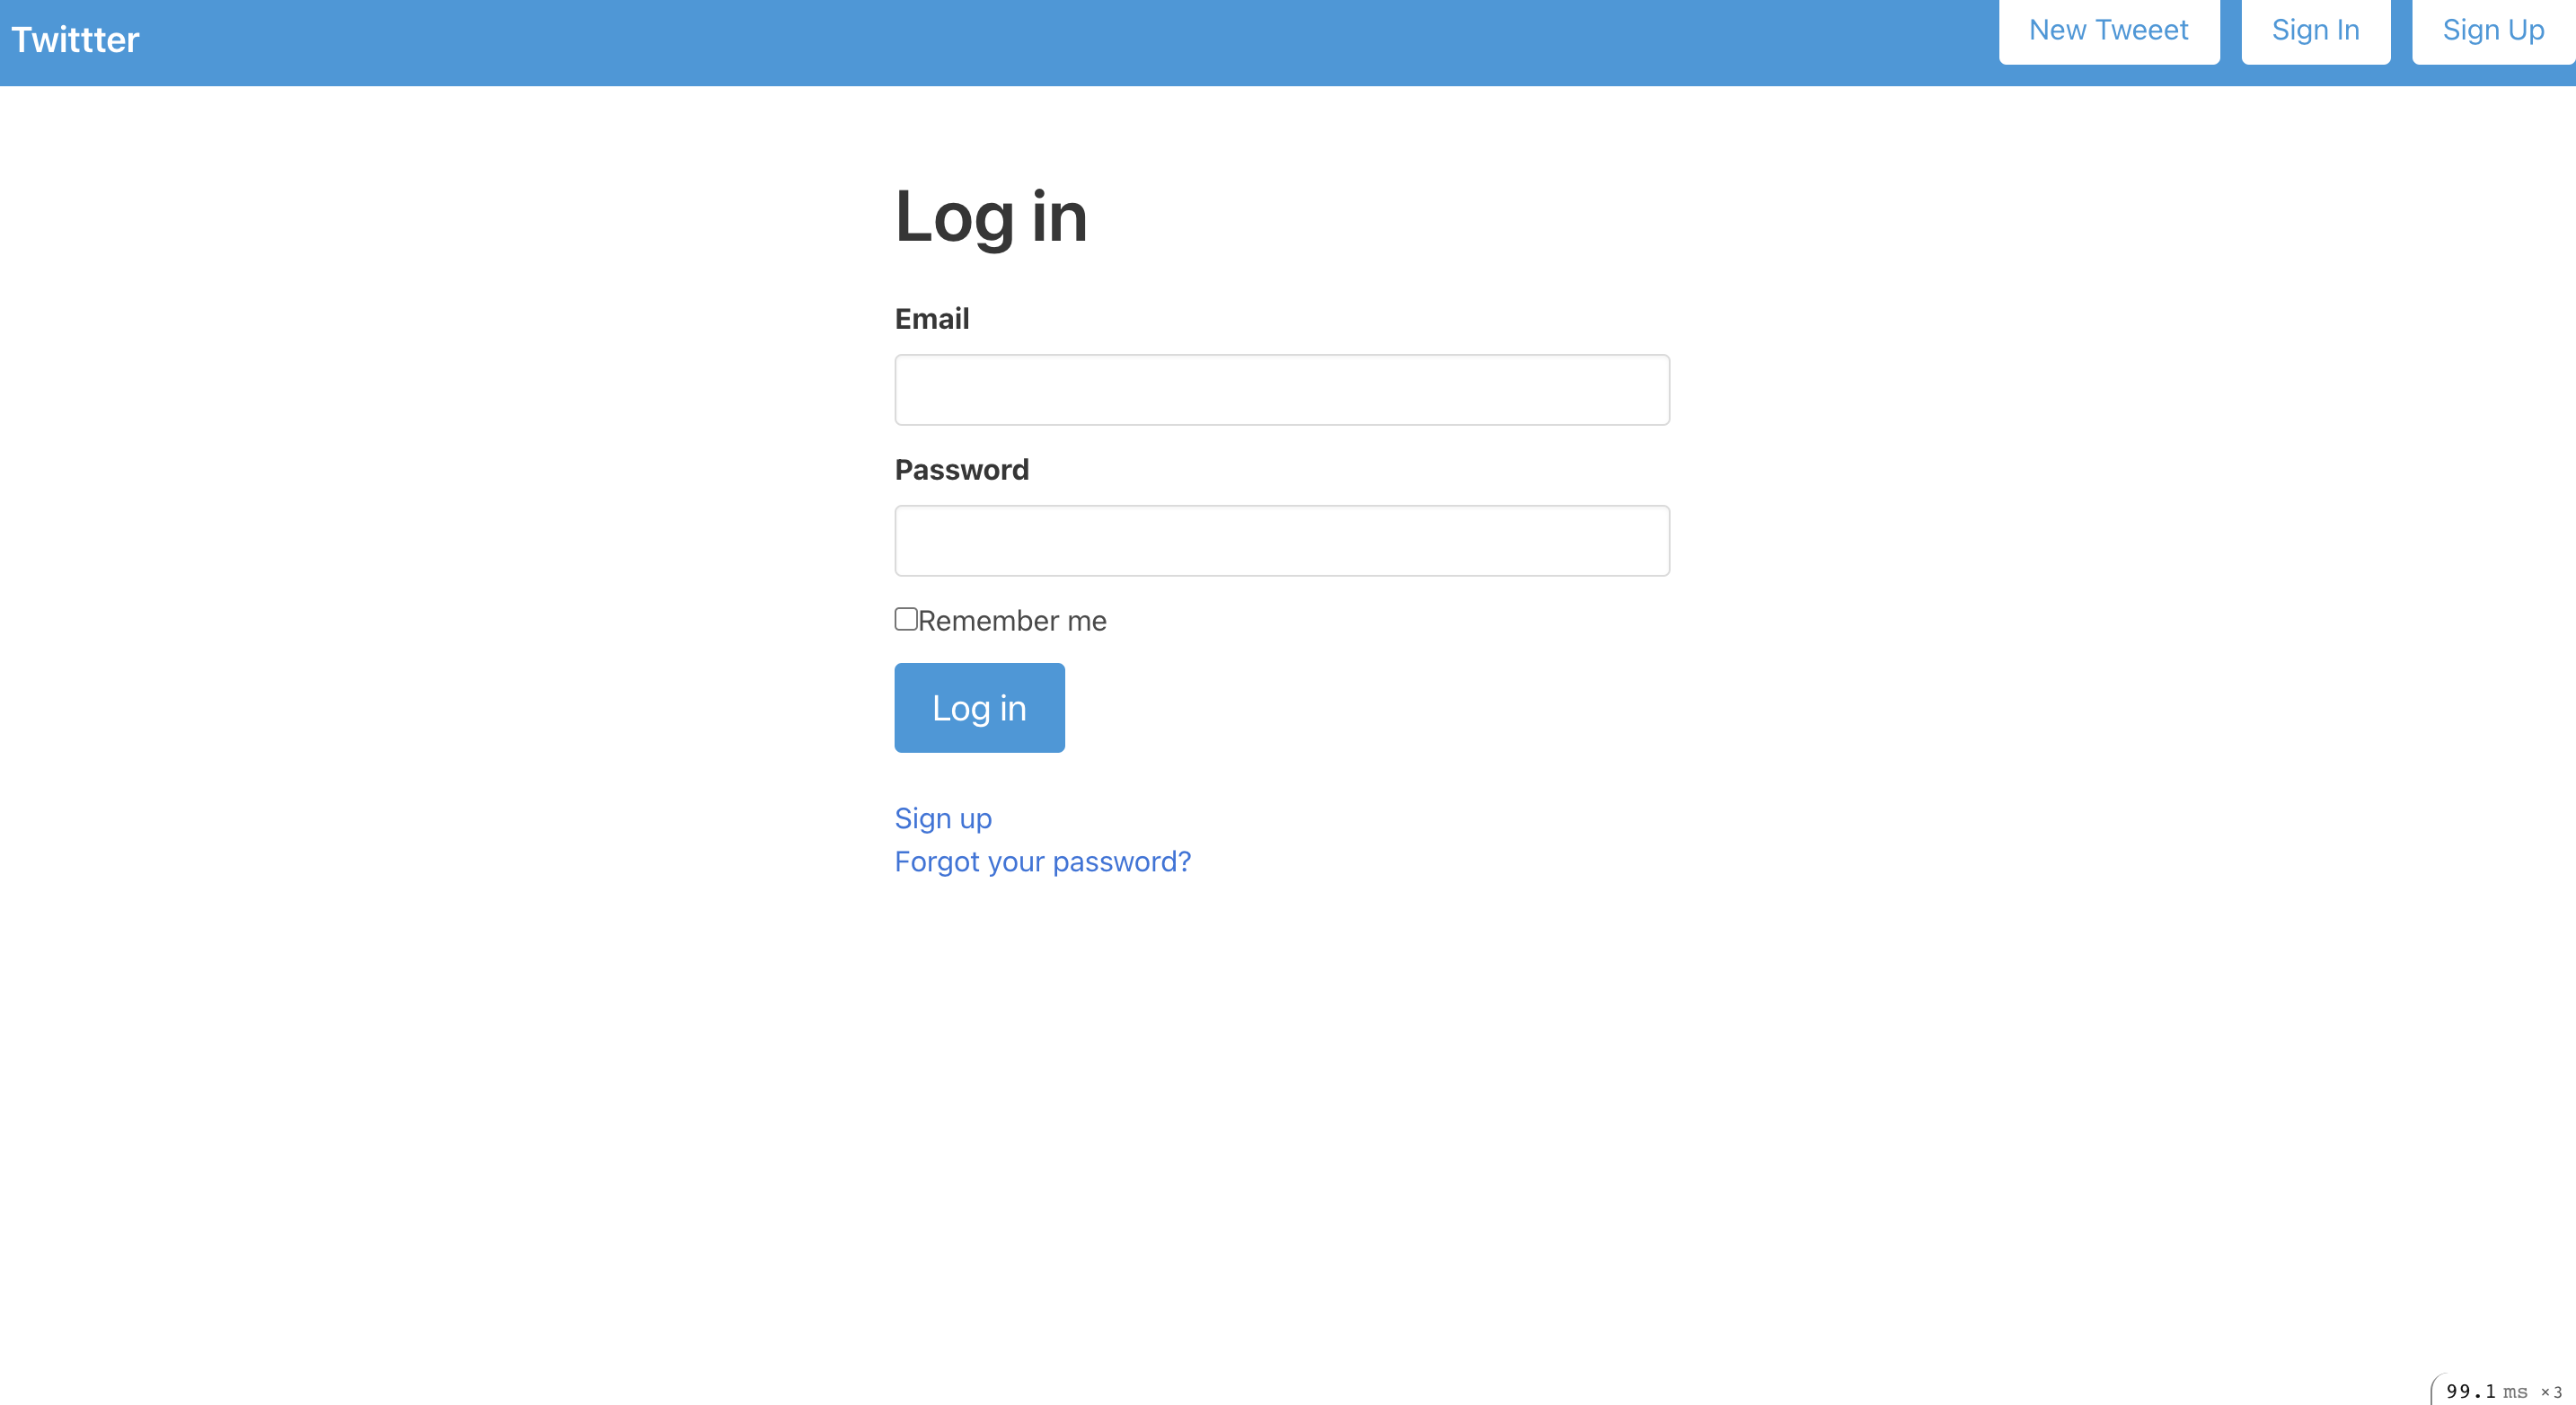 Twittter
New Tweeet
Sign In
Sign Up
Log in
Email
Password
Remember me
Log in
Sign up
Forgot your password?
99.1 ms ×3